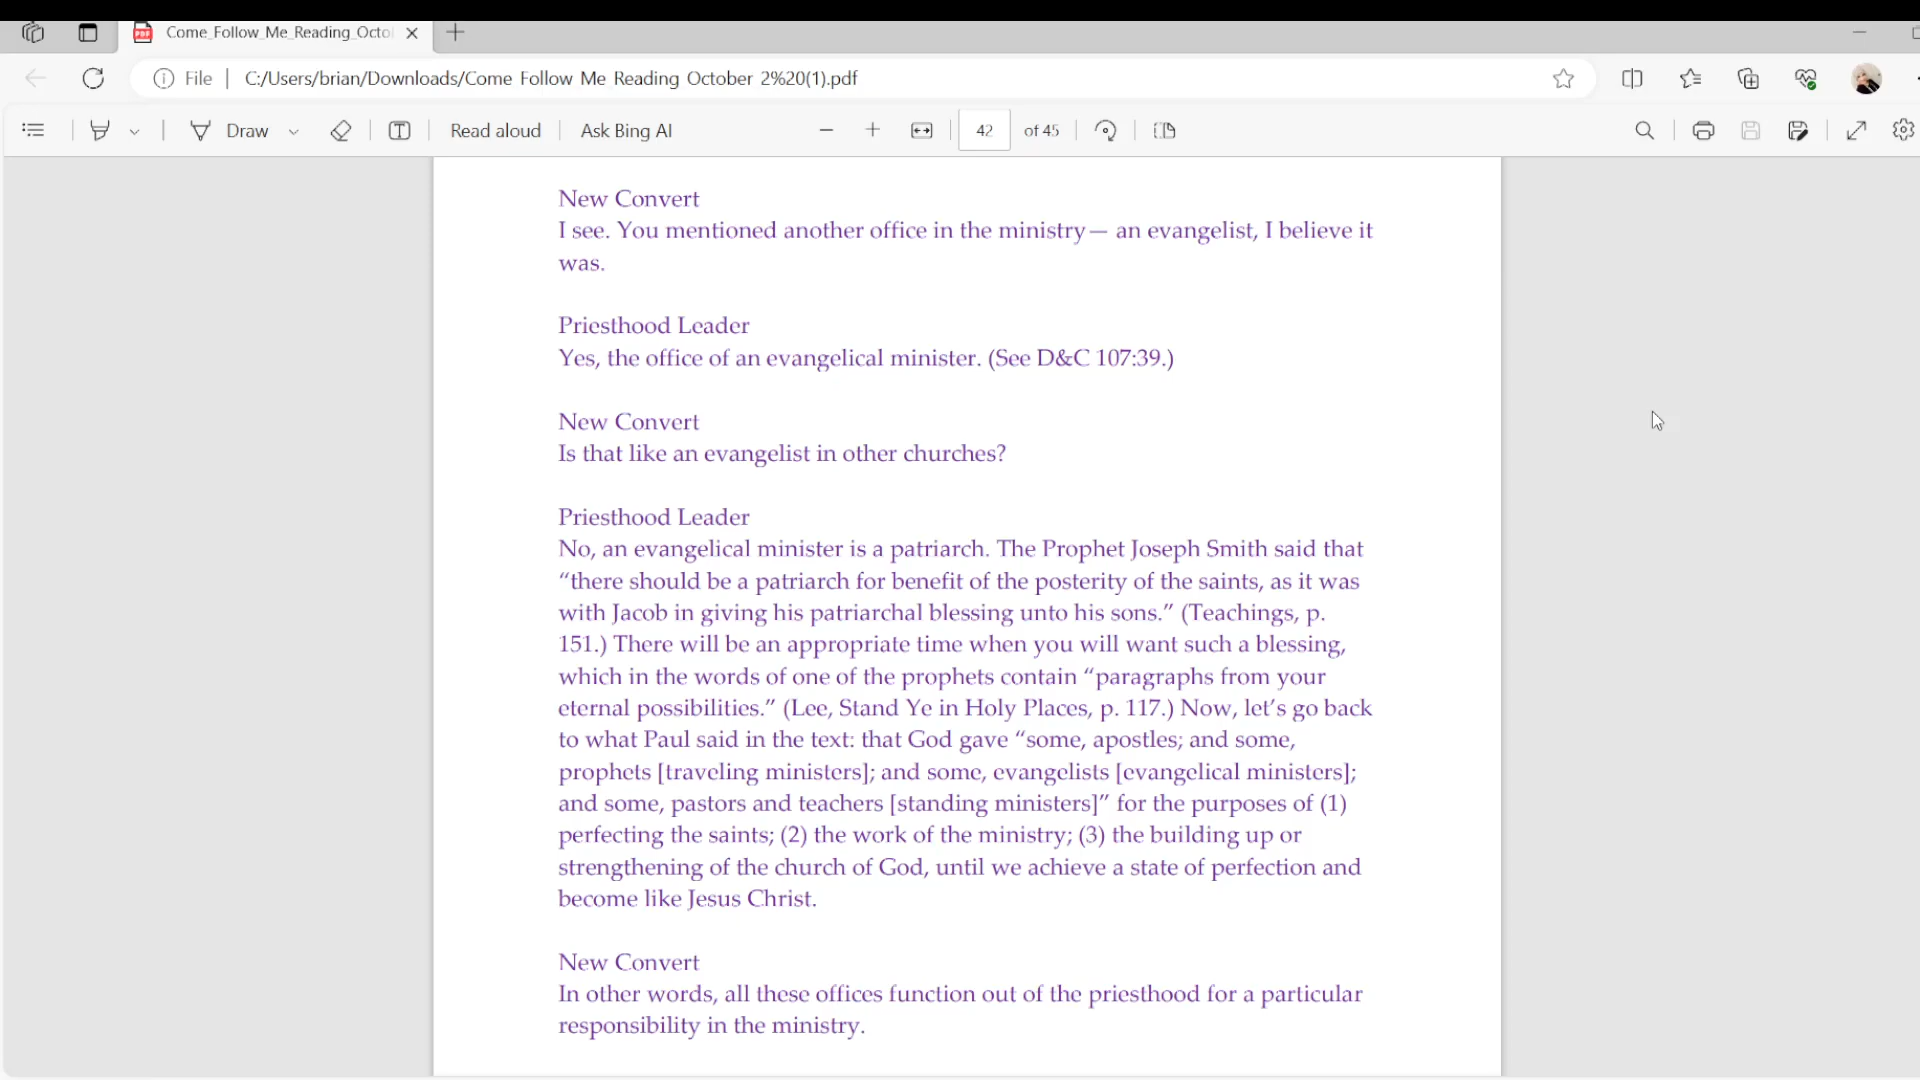 Come_Follow_Me_Reading_Octo
File | C:/Users/brian/Downloads/Come Follow Me Reading October 2%20(1).pdf
Draw Read aloud Ask Bing AI 42 of 45
New Convert
I see. You mentioned another office in the ministry— an evangelist, I believe it
was.
Priesthood Leader
Yes, the office of an evangelical minister. (See D&C 107:39.)
New Convert
Is that like an evangelist in other churches?
Priesthood Leader
No, an evangelical minister is a patriarch. The Prophet Joseph Smith said that
“there should be a patriarch for benefit of the posterity of the saints, as it was
with Jacob in giving his patriarchal blessing unto his sons.” (Teachings, p.
151.) There will be an appropriate time when you will want such a blessing,
which in the words of one of the prophets contain “paragraphs from your
eternal possibilities.” (Lee, Stand Ye in Holy Places, p. 117.) Now, let’s go back
to what Paul said in the text: that God gave “some, apostles; and some,
prophets [traveling ministers]; and some, evangelists [evangelical ministers];
and some, pastors and teachers [standing ministers]” for the purposes of (1)
perfecting the saints; (2) the work of the ministry; (3) the building up or
strengthening of the church of God, until we achieve a state of perfection and
become like Jesus Christ.
New Convert
In other words, all these offices function out of the priesthood for a particular
responsibility in the ministry.